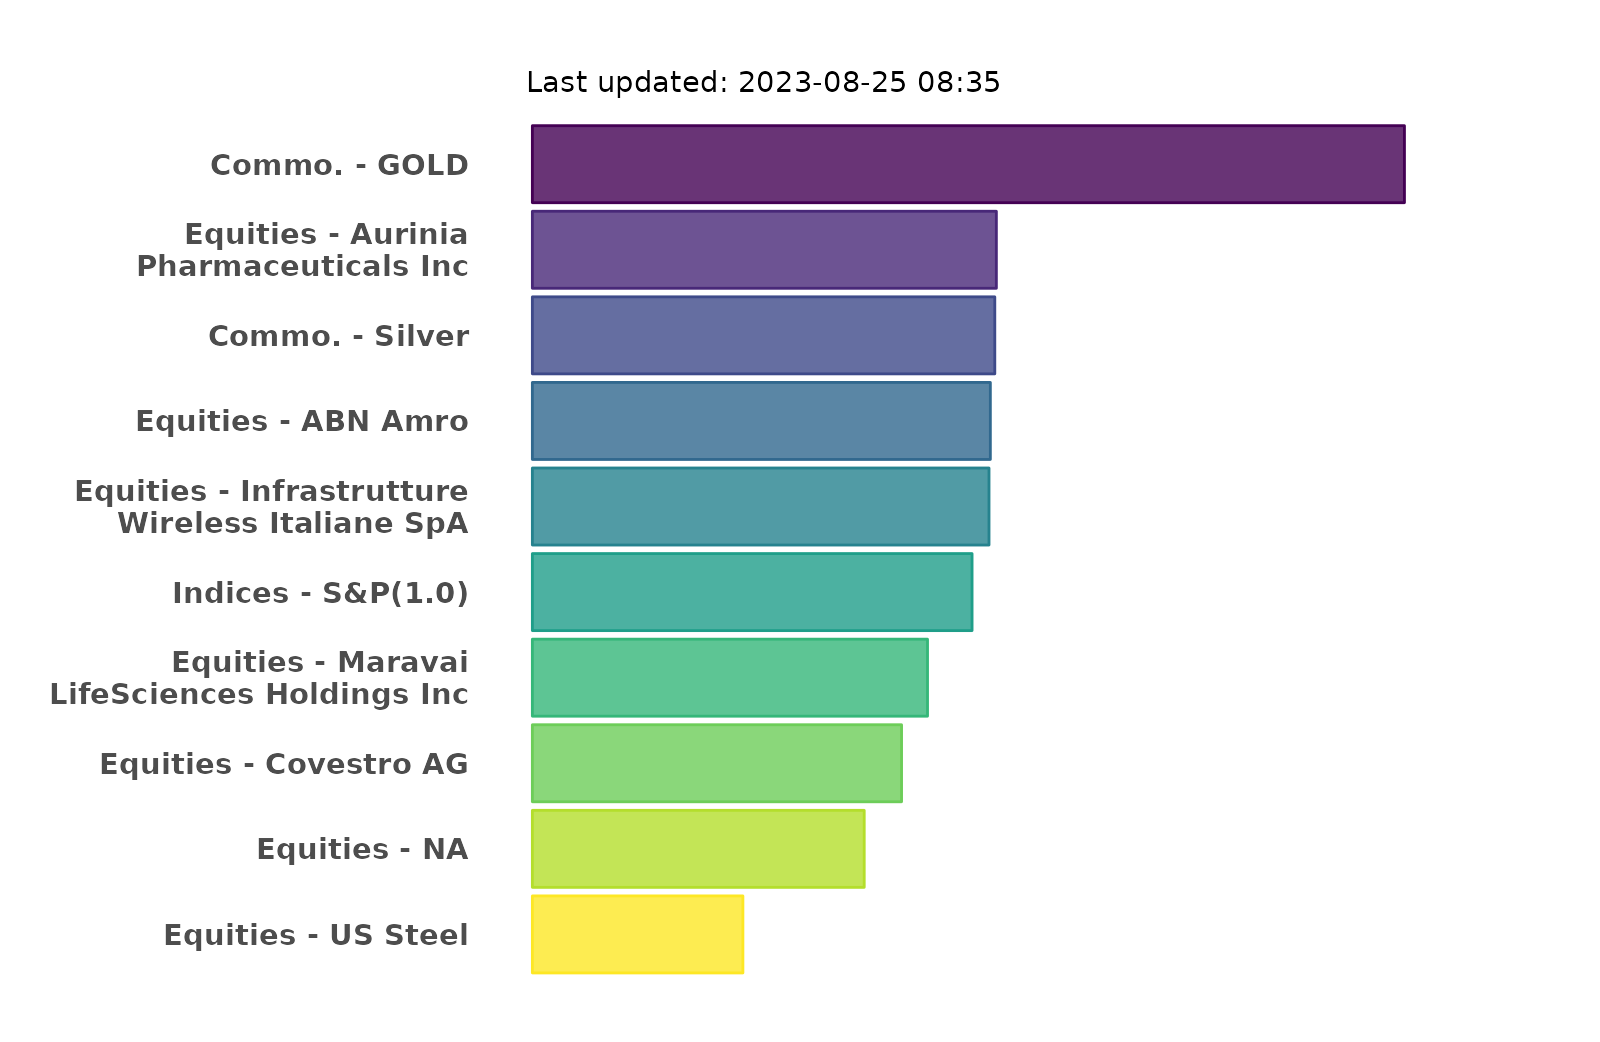 Last updated: 2023-08-25 08:35
Commo. - GOLD
Equities - Aurinia
Pharmaceuticals Inc
Commo. - Silver
Equities - ABN Amro
Equities - Infrastrutture
Wireless Italiane SpA
Indices - S&P(1.0)
Equities - Maravai
LifeSciences Holdings Inc
Equities - Covestro AG
Equities - NA
Equities - US Steel